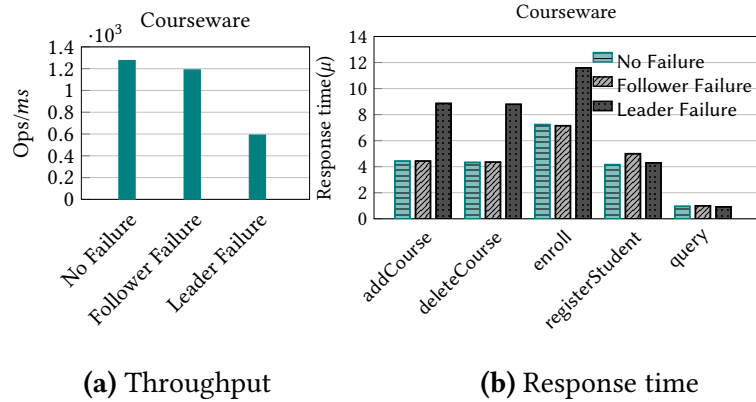 Courseware
·10³
1.4
1.2
1
0.8
0.6
0.4
0.2
0
Ops/ms
No Failure
Follower Failure
Leader Failure
(a) Throughput
Courseware
14
12
10
8
6
4
2
0
Response time(μ)
No Failure
Follower Failure
Leader Failure
addCourse
deleteCourse
enroll
registerStudent
query
(b) Response time